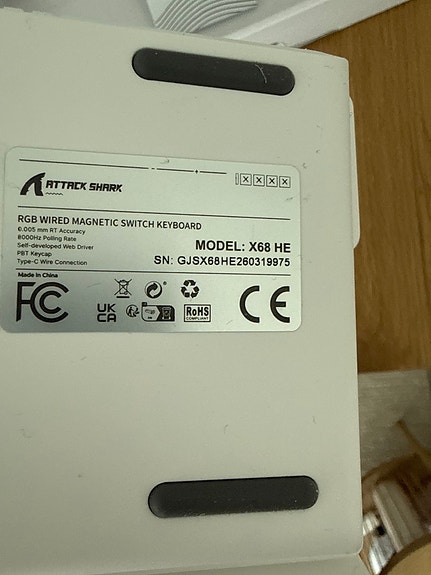 ATTACK SHARK
X X X X
RGB WIRED MAGNETIC SWITCH KEYBOARD
0.005 mm RT Accuracy
8000Hz Polling Rate
Self-developed Web Driver
PBT Keycap
Type-C Wire Connection
MODEL: X68 HE
SN: GJSX68HE260319975
Made In China
FC
UK
CA
RoHS
COMPLIANT
CE